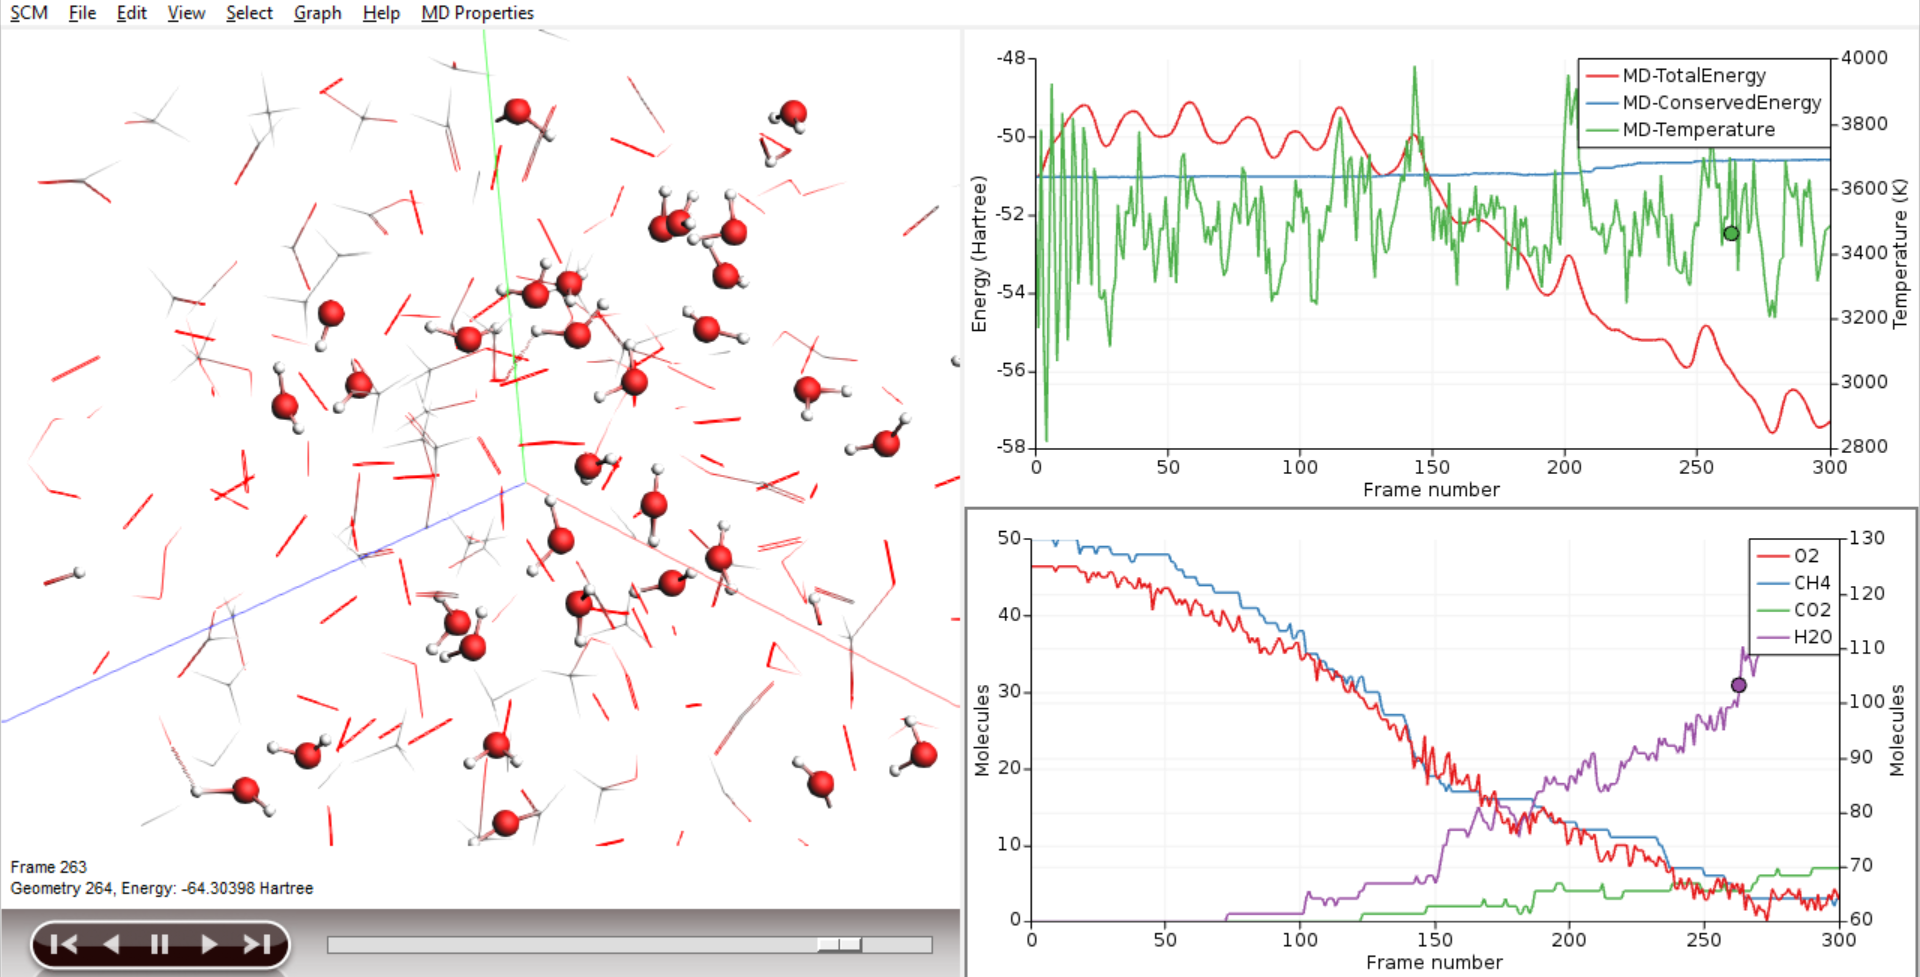 SCM File Edit View Select Graph Help MD Properties
Frame 263
Geometry 264, Energy: -64.30398 Hartree
Energy (Hartree)
-48
-50
-52
-54
-56
-58
MD-TotalEnergy
MD-ConservedEnergy
MD-Temperature
4000
3800
3600
3400
3200
3000
2800
Temperature (K)
0 50 100 150 200 250 300
Frame number
Molecules
50
40
30
20
10
0
O2
CH4
CO2
H2O
130
120
110
100
90
80
70
60
Molecules
0 50 100 150 200 250 300
Frame number